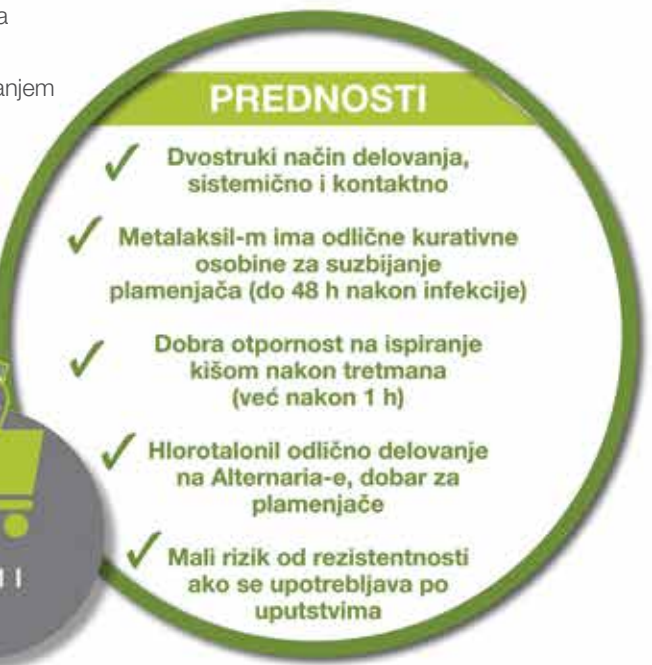 a
anjem
PREDNOSTI
✓ Dvostruki način delovanja,
sistemično i kontaktno
✓ Metalaksil-m ima odlične kurativne
osobine za suzbijanje
plamenjača (do 48 h nakon infekcije)
✓ Dobra otpornost na ispiranje
kišom nakon tretmana
(već nakon 1 h)
✓ Hlorotalonil odlično delovanje
na Alternaria-e, dobar za
plamenjače
✓ Mali rizik od rezistentnosti
ako se upotrebljava po
uputstvima